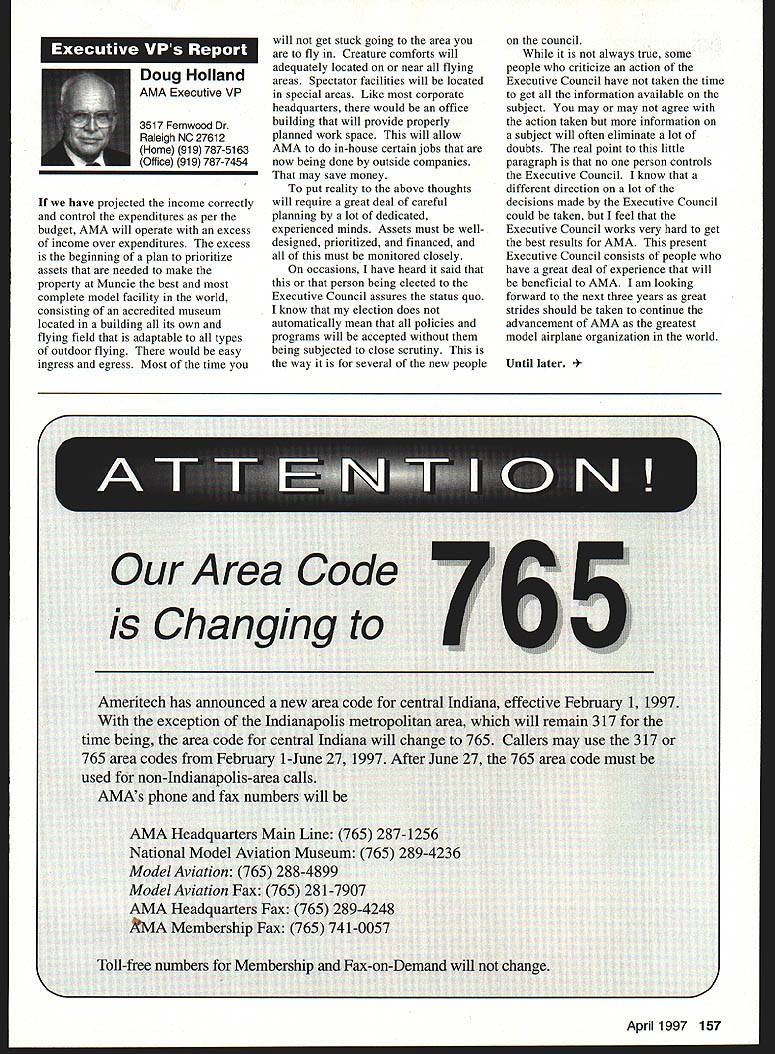 Executive VP's Report
Doug Holland
AMA Executive VP
3517 Fernwood Dr.
Raleigh NC 27612
(Home) (919) 787-5163
(Office) (919) 787-7454
If we have projected the income correctly
and control the expenditures as per the
budget, AMA will operate with an excess
of income over expenditures. The excess
is the beginning of a plan to prioritize
assets that are needed to make the
property at Muncie the best and most
complete model facility in the world,
consisting of an accredited museum
located in a building all its own and
flying field that is adaptable to all types
of outdoor flying. There would be easy
ingress and egress. Most of the time you
will not get stuck going to the area you
are to fly in. Creature comforts will
adequately located on or near all flying
areas. Spectator facilities will be located
in special areas. Like most corporate
headquarters, there would be an office
building that will provide properly
planned work space. This will allow
AMA to do in-house certain jobs that are
now being done by outside companies.
That may save money.
To put reality to the above thoughts
will require a great deal of careful
planning by a lot of dedicated,
experienced minds. Assets must be well-
designed, prioritized, and financed, and
all of this must be monitored closely.
On occasions, I have heard it said that
this or that person being elected to the
Executive Council assures the status quo.
I know that my election does not
automatically mean that all policies and
programs will be accepted without them
being subjected to close scrutiny. This is
the way it is for several of the new people
on the council.
While it is not always true, some
people who criticize an action of the
Executive Council have not taken the time
to get all the information available on the
subject. You may or may not agree with
the action taken but more information on
a subject will often eliminate a lot of
doubts. The real point to this little
paragraph is that no one person controls
the Executive Council. I know that a
different direction on a lot of the
decisions made by the Executive Council
could be taken, but I feel that the
Executive Council works very hard to get
the best results for AMA. This present
Executive Council consists of people who
have a great deal of experience that will
be beneficial to AMA. I am looking
forward to the next three years as great
strides should be taken to continue the
advancement of AMA as the greatest
model airplane organization in the world.
Until later. ✈
ATTENTION!
Our Area Code
is Changing to
765
Ameritech has announced a new area code for central Indiana, effective February 1, 1997.
With the exception of the Indianapolis metropolitan area, which will remain 317 for the
time being, the area code for central Indiana will change to 765. Callers may use the 317 or
765 area codes from February 1-June 27, 1997. After June 27, the 765 area code must be
used for non-Indianapolis-area calls.
AMA's phone and fax numbers will be
AMA Headquarters Main Line: (765) 287-1256
National Model Aviation Museum: (765) 289-4236
Model Aviation: (765) 288-4899
Model Aviation Fax: (765) 281-7907
AMA Headquarters Fax: (765) 289-4248
AMA Membership Fax: (765) 741-0057
Toll-free numbers for Membership and Fax-on-Demand will not change.
April 1997 157